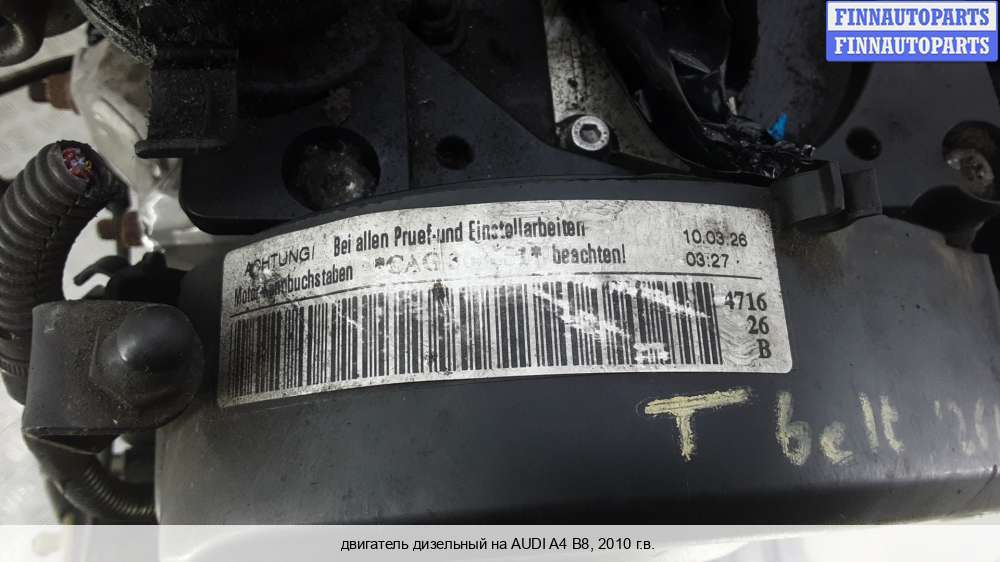 FINNAUTOPARTS
FINNAUTOPARTS
ACHTUNG! Bei allen Pruef-und Einstellarbeiten
beachten!
10.03.26
03:27
4716
26
B
T belt
двигатель дизельный на AUDI A4 B8, 2010 г.в.